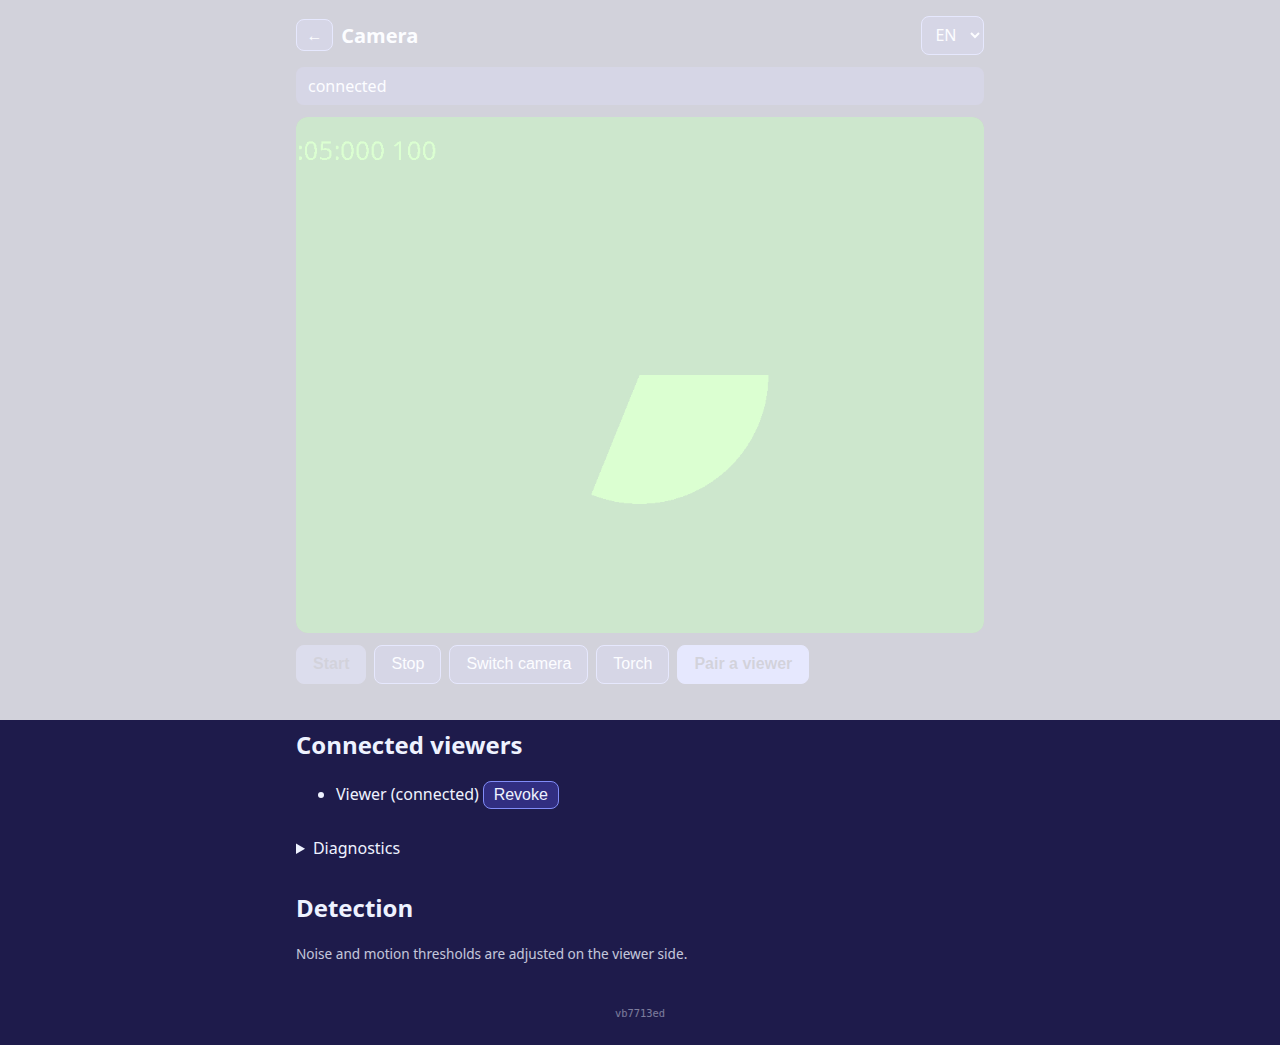 ← Camera EN
connected
:05:000 100
Start Stop Switch camera Torch Pair a viewer
Connected viewers
Viewer (connected) Revoke
Diagnostics
Detection
Noise and motion thresholds are adjusted on the viewer side.
vb7713ed